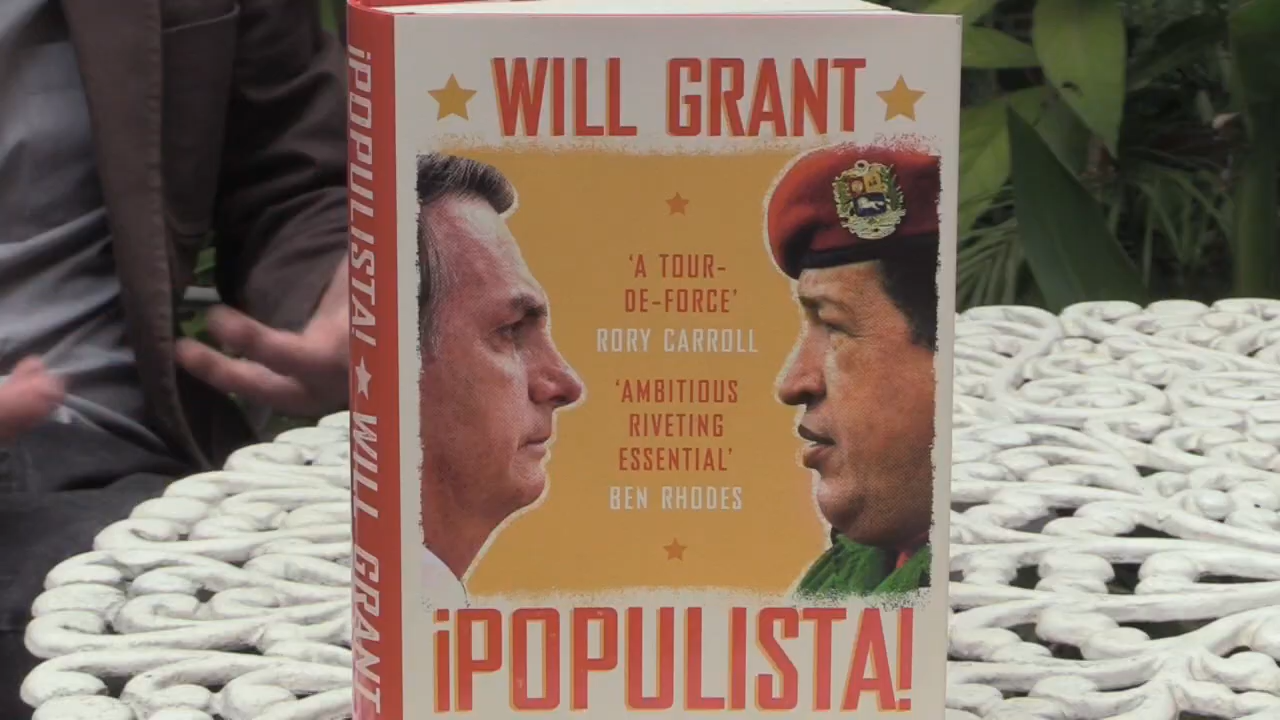 ¡POPULISTA! ★ WILL GRANT
WILL GRANT
'A TOUR-
DE-FORCE'
RORY CARROLL
'AMBITIOUS
RIVETING
ESSENTIAL'
BEN RHODES
¡POPULISTA!